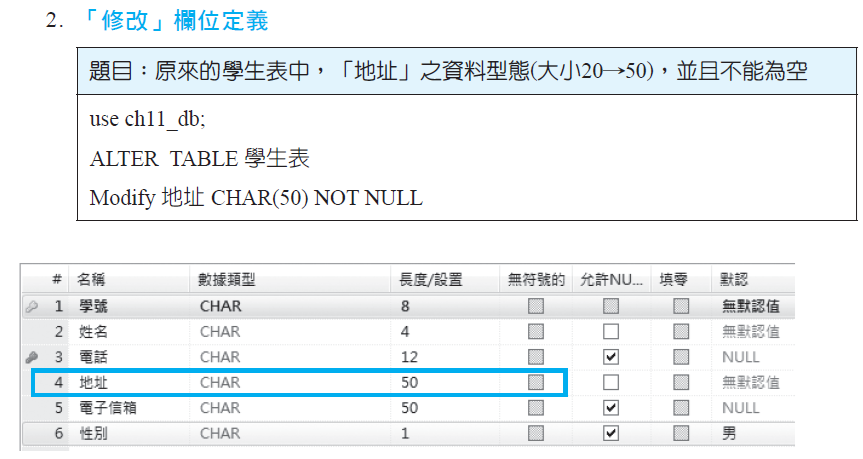 2. 「修改」欄位定義
題目：原來的學生表中，「地址」之資料型態(大小20→50)，並且不能為空
use ch11_db;
ALTER TABLE 學生表
Modify 地址 CHAR(50) NOT NULL
# 名稱 數據類型 長度/設置 無符號的 允許NU... 填零 默認
1 學號 CHAR 8 無默認值
2 姓名 CHAR 4 無默認值
3 電話 CHAR 12 NULL
4 地址 CHAR 50 無默認值
5 電子信箱 CHAR 50 NULL
6 性別 CHAR 1 男